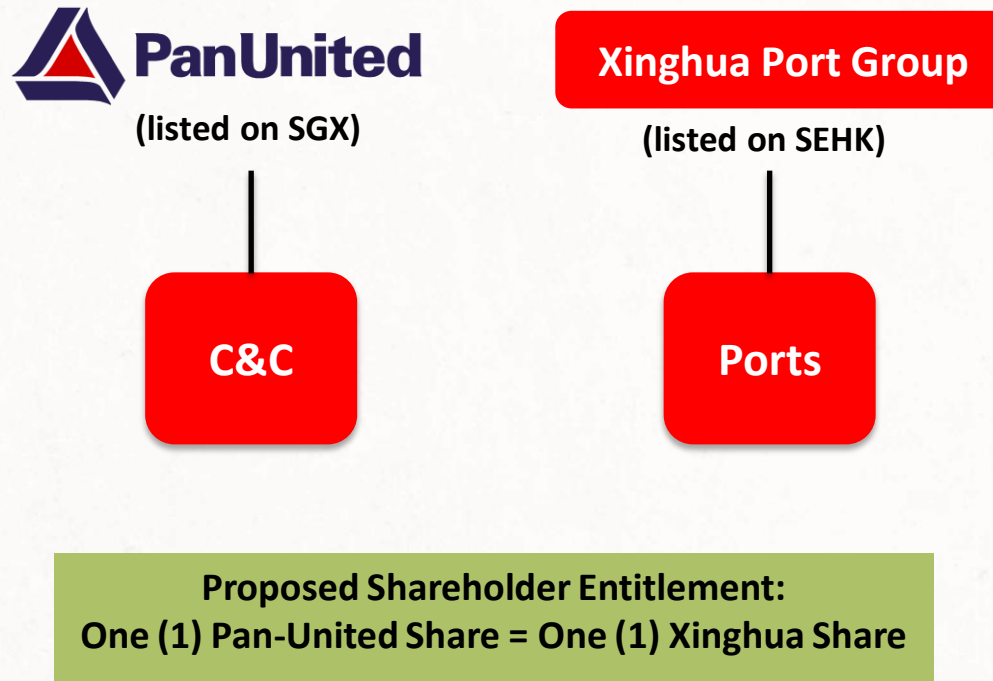 PanUnited
(listed on SGX)
C&C
Xinghua Port Group
(listed on SEHK)
Ports
Proposed Shareholder Entitlement:
One (1) Pan-United Share = One (1) Xinghua Share